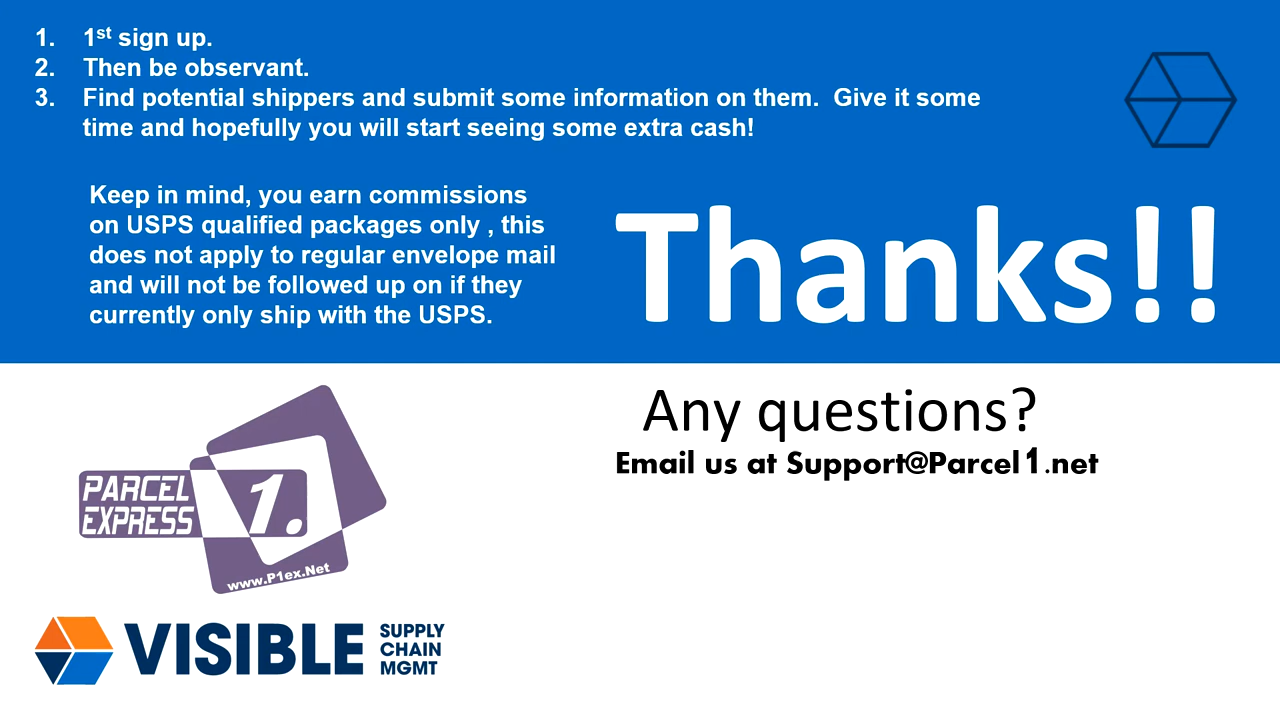 1. 1st sign up.
2. Then be observant.
3. Find potential shippers and submit some information on them.  Give it some
time and hopefully you will start seeing some extra cash!
Keep in mind, you earn commissions
on USPS qualified packages only , this
does not apply to regular envelope mail
and will not be followed up on if they
currently only ship with the USPS.
Thanks!!
Any questions?
Email us at Support@Parcel1.net
PARCEL
EXPRESS
1.
www.P1ex.Net
VISIBLE
SUPPLY
CHAIN
MGMT